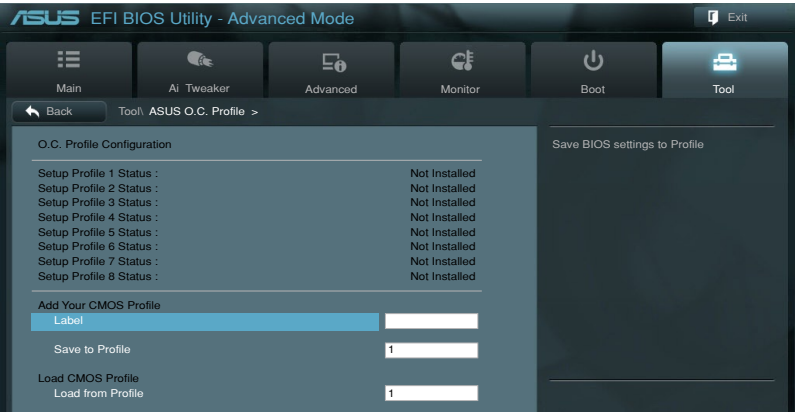 ASUS EFI BIOS Utility - Advanced Mode
Exit
Main
Ai Tweaker
Advanced
Monitor
Boot
Tool
Back
Tool\ ASUS O.C. Profile >
O.C. Profile Configuration
Save BIOS settings to Profile
Setup Profile 1 Status : Not Installed
Setup Profile 2 Status : Not Installed
Setup Profile 3 Status : Not Installed
Setup Profile 4 Status : Not Installed
Setup Profile 5 Status : Not Installed
Setup Profile 6 Status : Not Installed
Setup Profile 7 Status : Not Installed
Setup Profile 8 Status : Not Installed
Add Your CMOS Profile
Label
Save to Profile 1
Load CMOS Profile
Load from Profile 1